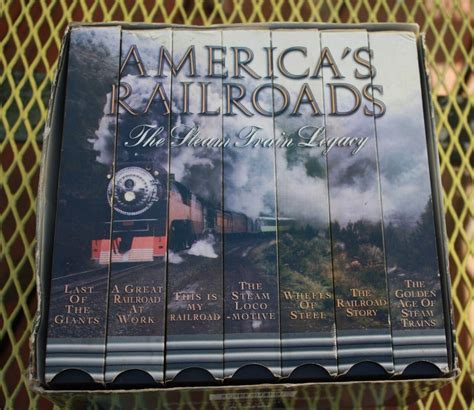 AMERICA'S
RAILROADS
The Steam Train Legacy
LAST
OF
THE
GIANTS
A GREAT
RAILROAD
AT
WORK
THIS IS MY
RAILROAD
THE
STEAM
LOCO
-MOTIVE
WHEELS
OF
STEEL
THE
RAILROAD
STORY
THE
GOLDEN
AGE OF
STEAM
TRAINS